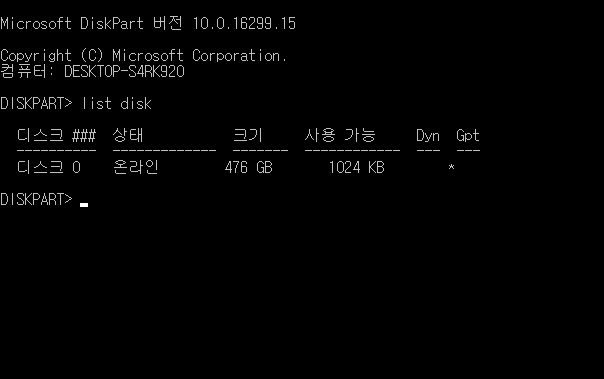 Microsoft DiskPart 버전 10.0.16299.15
Copyright (C) Microsoft Corporation.
컴퓨터: DESKTOP-S4RK920
DISKPART> list disk
디스크 ### 상태 크기 사용 가능 Dyn Gpt
---------- ------------- ------- ------------ --- ---
디스크 0 온라인 476 GB 1024 KB *
DISKPART>